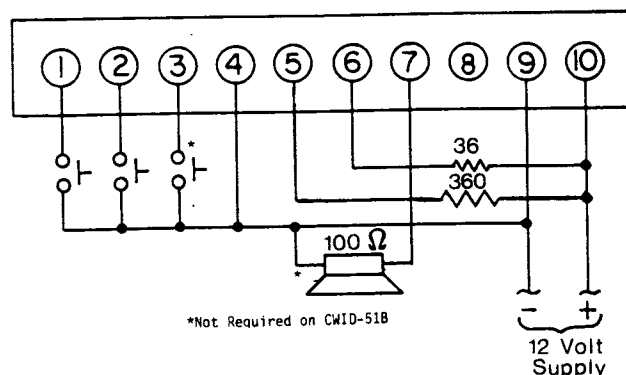 1 2 3 4 5 6 7 8 9 10
*
36
360
100 Ω
*
*Not Required on CWID-51B
- +
12 Volt
Supply